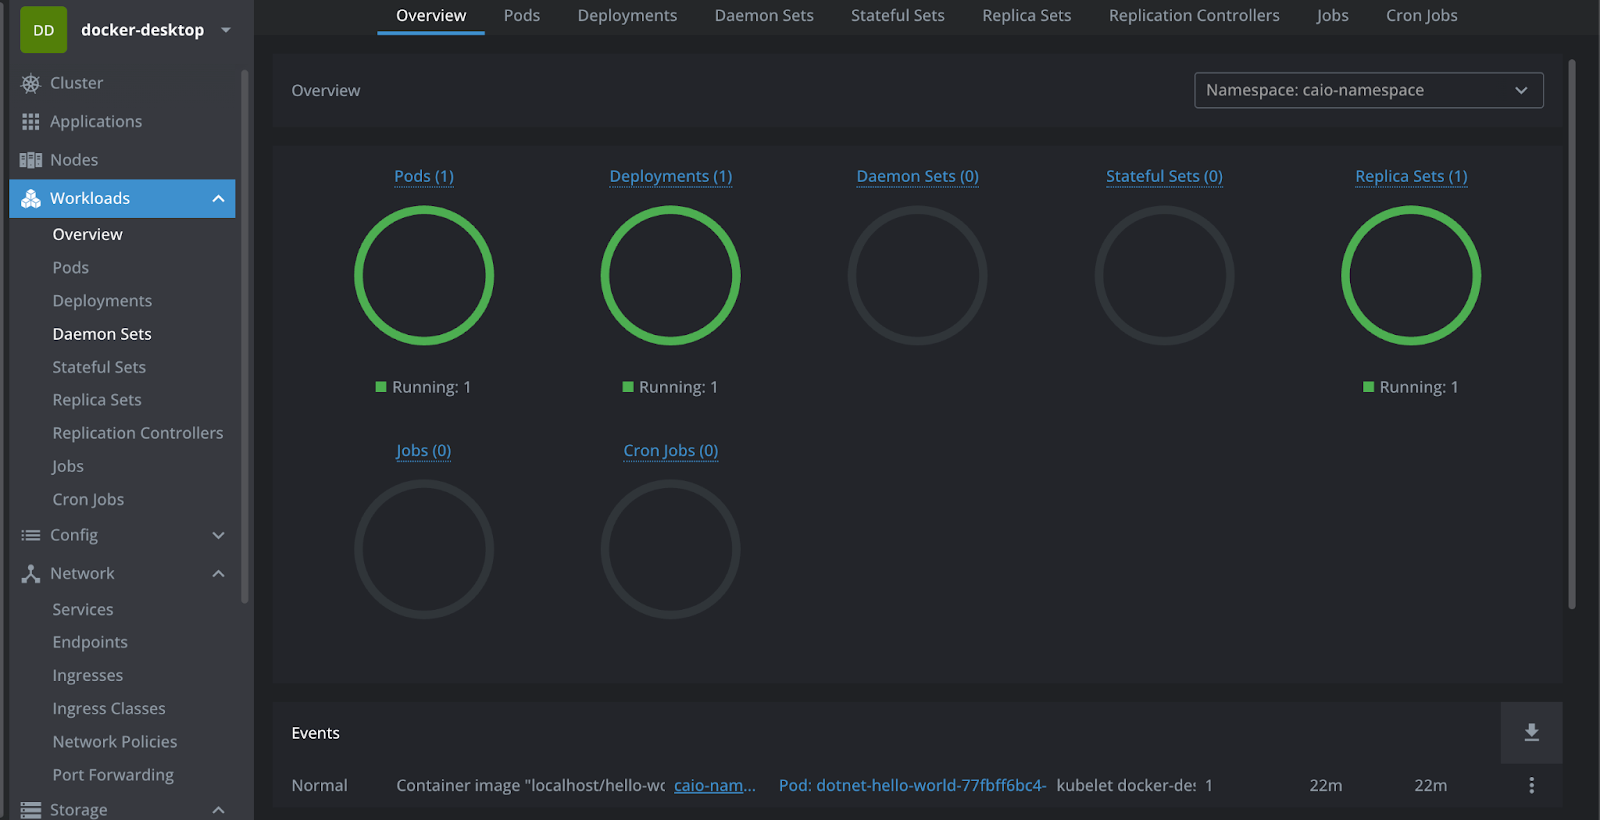 DD docker-desktop
Cluster
Applications
Nodes
Workloads
Overview
Pods
Deployments
Daemon Sets
Stateful Sets
Replica Sets
Replication Controllers
Jobs
Cron Jobs
Config
Network
Services
Endpoints
Ingresses
Ingress Classes
Network Policies
Port Forwarding
Storage
Overview Pods Deployments Daemon Sets Stateful Sets Replica Sets Replication Controllers Jobs Cron Jobs
Overview Namespace: caio-namespace
Pods (1) Deployments (1) Daemon Sets (0) Stateful Sets (0) Replica Sets (1)
Running: 1 Running: 1 Running: 1
Jobs (0) Cron Jobs (0)
Events
Normal Container image "localhost/hello-wo caio-nam... Pod: dotnet-hello-world-77fbff6bc4- kubelet docker-des 1 22m 22m